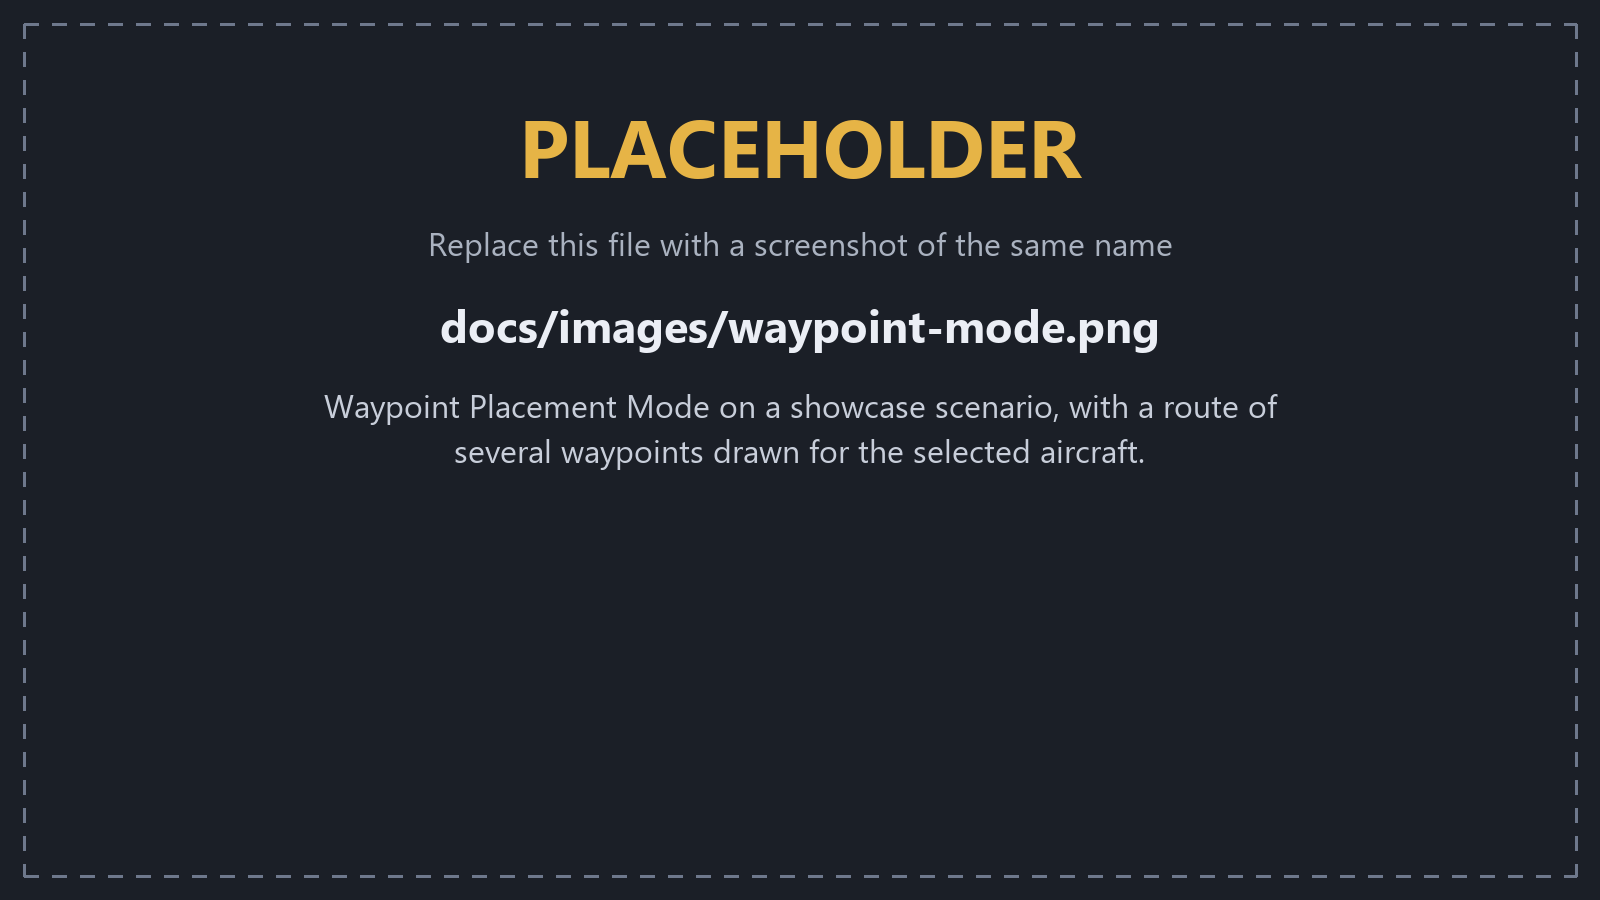 PLACEHOLDER
Replace this file with a screenshot of the same name
docs/images/waypoint-mode.png
Waypoint Placement Mode on a showcase scenario, with a route of
several waypoints drawn for the selected aircraft.